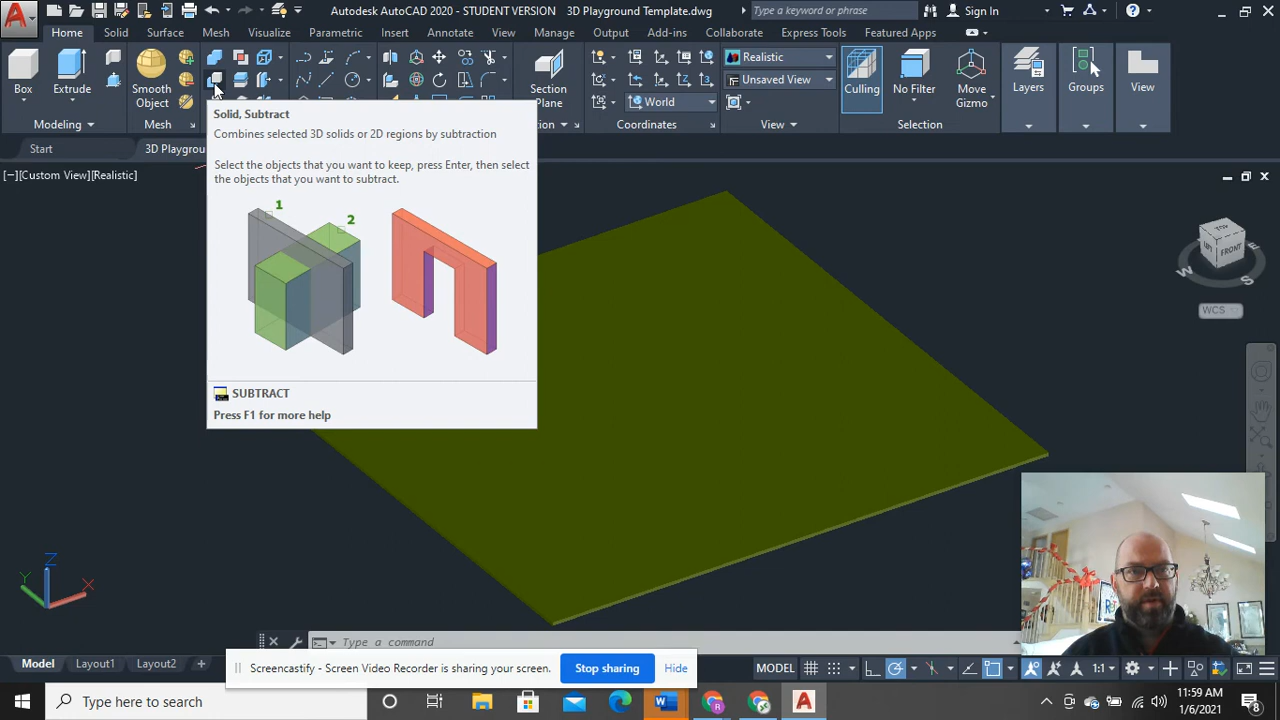 Autodesk AutoCAD 2020 - STUDENT VERSION 3D Playground Template.dwg
Type a keyword or phrase
Sign In
Home Solid Surface Mesh Visualize Parametric Insert Annotate View Manage Output Add-ins Collaborate Express Tools Featured Apps
Box Extrude Smooth Object Section Plane World Realistic Unsaved View Culling No Filter Move Gizmo Layers Groups View
Modeling Mesh Coordinates View Selection
Start 3D Playgrou
[−][Custom View][Realistic]
Solid, Subtract
Combines selected 3D solids or 2D regions by subtraction
Select the objects that you want to keep, press Enter, then select
the objects that you want to subtract.
1
2
SUBTRACT
Press F1 for more help
TOP
LEFT FRONT
E
W S
WCS
Z
Y X
Type a command
Model Layout1 Layout2 +
MODEL 1:1
Screencastify - Screen Video Recorder is sharing your screen.
Stop sharing
Hide
Type here to search
11:59 AM
1/6/2021
8